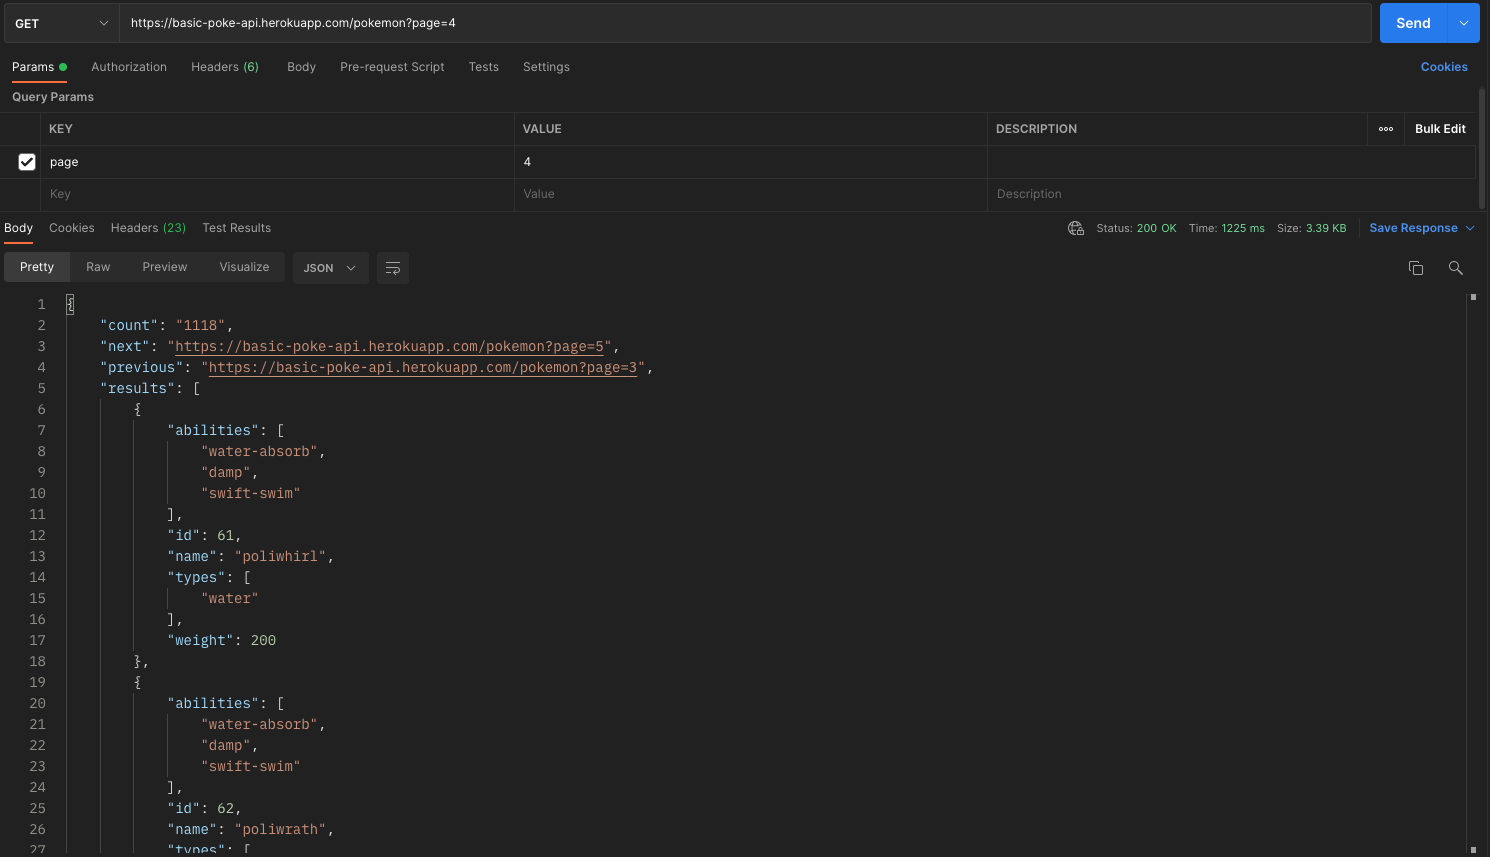 GET https://basic-poke-api.herokuapp.com/pokemon?page=4 Send
Params Authorization Headers (6) Body Pre-request Script Tests Settings Cookies
Query Params
KEY VALUE DESCRIPTION ooo Bulk Edit
page 4
Key Value Description
Body Cookies Headers (23) Test Results Status: 200 OK Time: 1225 ms Size: 3.39 KB Save Response
Pretty Raw Preview Visualize JSON
1 {
2 "count": "1118",
3 "next": "https://basic-poke-api.herokuapp.com/pokemon?page=5",
4 "previous": "https://basic-poke-api.herokuapp.com/pokemon?page=3",
5 "results": [
6 {
7 "abilities": [
8 "water-absorb",
9 "damp",
10 "swift-swim"
11 ],
12 "id": 61,
13 "name": "poliwhirl",
14 "types": [
15 "water"
16 ],
17 "weight": 200
18 },
19 {
20 "abilities": [
21 "water-absorb",
22 "damp",
23 "swift-swim"
24 ],
25 "id": 62,
26 "name": "poliwrath",
27 "types": [